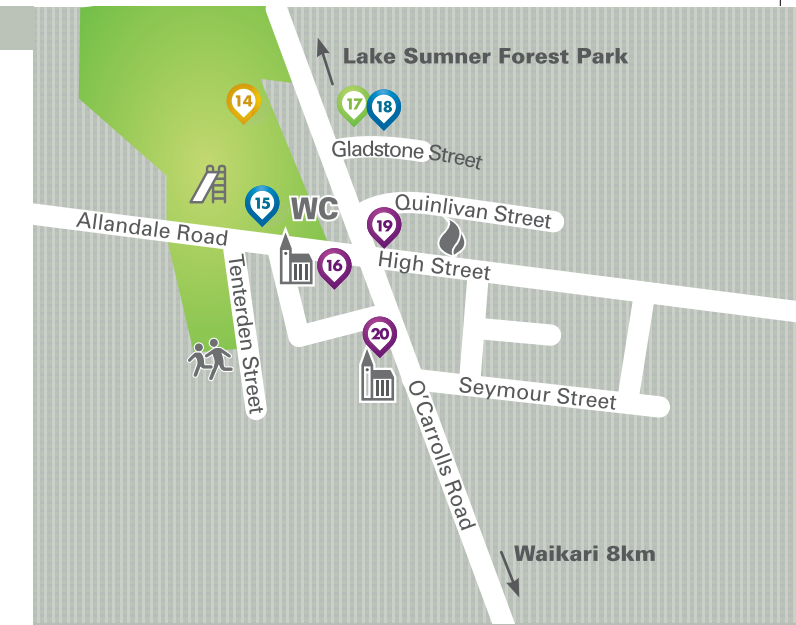 Lake Sumner Forest Park
14
17
18
Gladstone Street
15
WC
Quinlivan Street
19
Allandale Road
16
High Street
Tenterden Street
20
Seymour Street
O'Carrolls Road
Waikari 8km